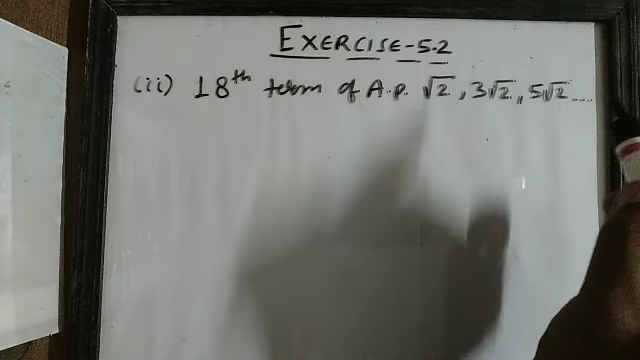 EXERCISE-5.2
(ii) 18th term of A.P. √2, 3√2, 5√2....